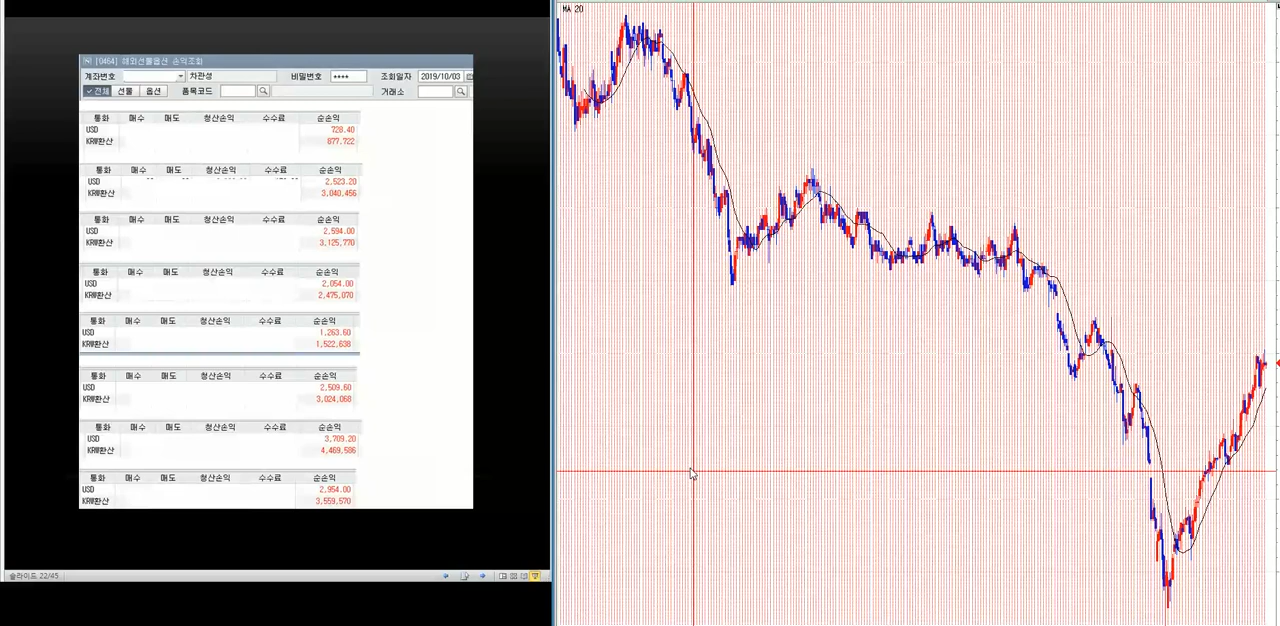 [0464] 해외선물옵션 손익조회
계좌번호 차관성 비밀번호 **** 조회일자 2019/10/03
전체 선물 옵션 품목코드 거래소
통화 매수 매도 청산손익 수수료 순손익
USD 728.40
KRW환산 877,722
통화 매수 매도 청산손익 수수료 순손익
USD 2,523.20
KRW환산 3,040,456
통화 매수 매도 청산손익 수수료 순손익
USD 2,594.00
KRW환산 3,125,770
통화 매수 매도 청산손익 수수료 순손익
USD 2,054.00
KRW환산 2,475,070
통화 매수 매도 청산손익 수수료 순손익
USD 1,263.60
KRW환산 1,522,638
통화 매수 매도 청산손익 수수료 순손익
USD 2,509.60
KRW환산 3,024,068
통화 매수 매도 청산손익 수수료 순손익
USD 3,709.20
KRW환산 4,469,586
통화 매수 매도 청산손익 수수료 순손익
USD 2,954.00
KRW환산 3,559,570
슬라이드 22/45
MA 20